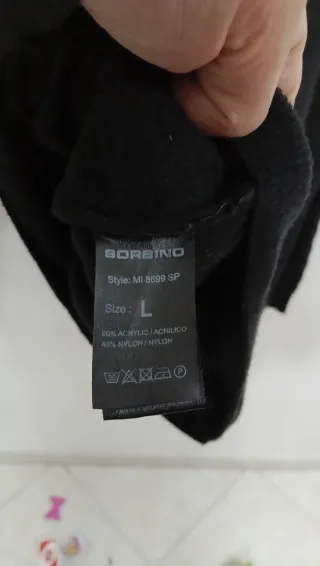 SORBINO
Style: MI 8699 SP
Size : L
60% ACRYLIC / ACRILICO
40% NYLON / NYLON
P